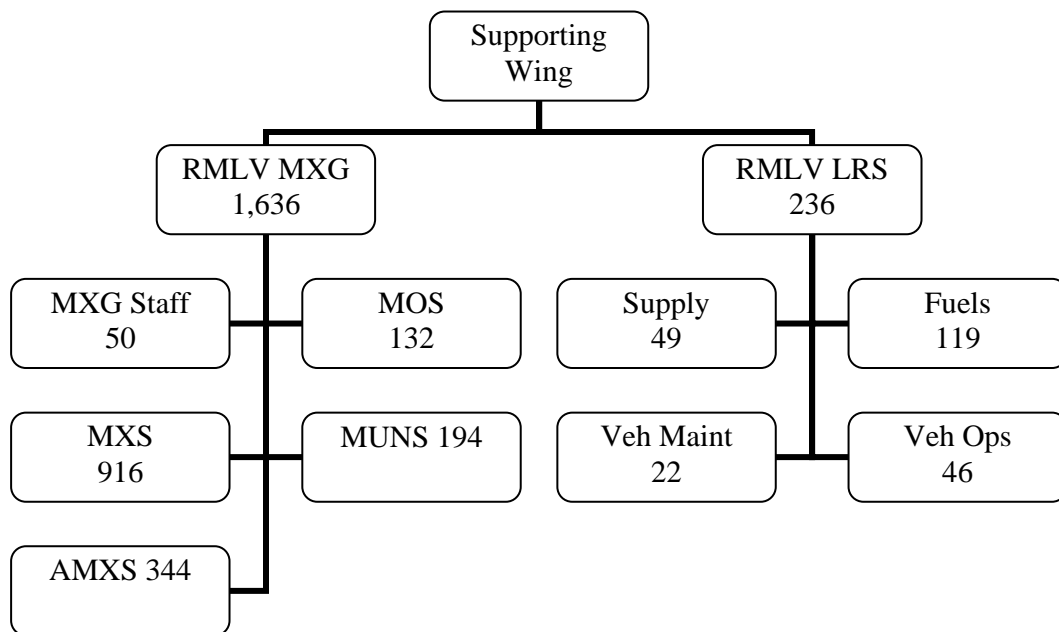 Supporting
Wing
RMLV MXG
1,636
RMLV LRS
236
MXG Staff
50
MOS
132
Supply
49
Fuels
119
MXS
916
MUNS 194
Veh Maint
22
Veh Ops
46
AMXS 344